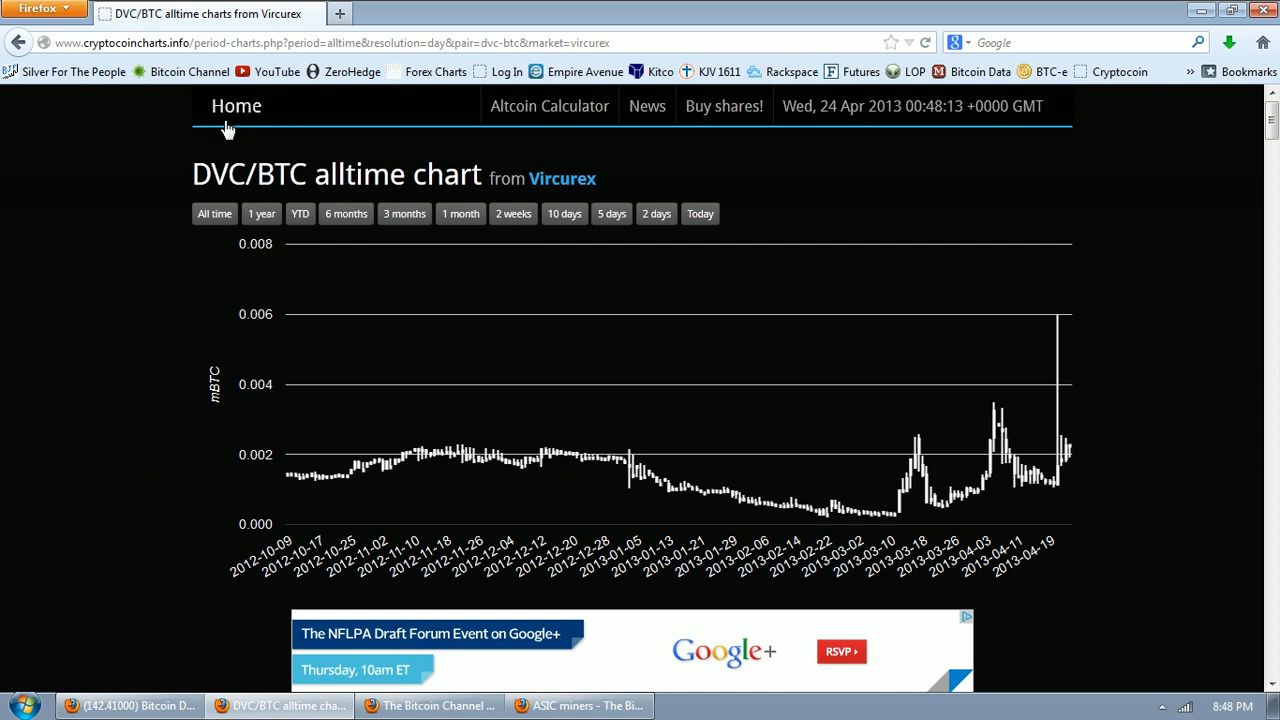 Firefox
DVC/BTC alltime charts from Vircurex
www.cryptocoincharts.info/period-charts.php?period=alltime&resolution=day&pair=dvc-btc&market=vircurex
Google
Silver For The People Bitcoin Channel YouTube ZeroHedge Forex Charts Log In Empire Avenue Kitco KJV 1611 Rackspace Futures LOP Bitcoin Data BTC-e Cryptocoin » Bookmarks
Home Altcoin Calculator News Buy shares! Wed, 24 Apr 2013 00:48:13 +0000 GMT
DVC/BTC alltime chart from Vircurex
All time 1 year YTD 6 months 3 months 1 month 2 weeks 10 days 5 days 2 days Today
0.008
0.006
0.004
0.002
0.000
mBTC
2012-10-09 2012-10-17 2012-10-25 2012-11-02 2012-11-10 2012-11-18 2012-11-26 2012-12-04 2012-12-12 2012-12-20 2012-12-28 2013-01-05 2013-01-13 2013-01-21 2013-01-29 2013-02-06 2013-02-14 2013-02-22 2013-03-02 2013-03-10 2013-03-18 2013-03-26 2013-04-03 2013-04-11 2013-04-19
The NFLPA Draft Forum Event on Google+
Thursday, 10am ET
Google+
RSVP
(142.41000) Bitcoin D... DVC/BTC alltime cha... The Bitcoin Channel ... ASIC miners - The Bi... 8:48 PM